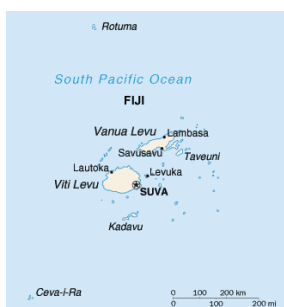 Rotuma
South Pacific Ocean
FIJI
Vanua Levu
Lambasa
Savusavu
Taveuni
Lautoka
Levuka
Viti Levu
SUVA
Kadavu
Ceva-i-Ra
0 100 200 km
0 100 200 mi